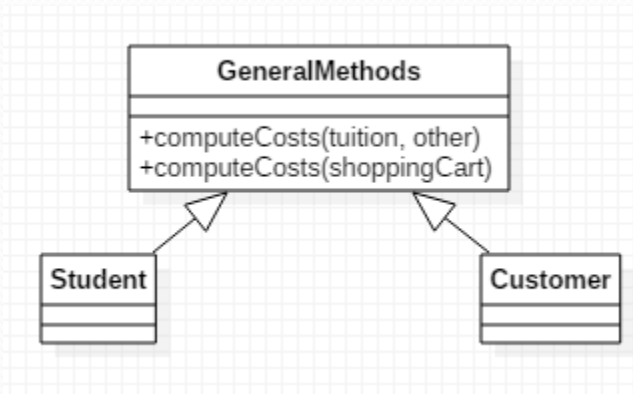 GeneralMethods
+computeCosts(tuition, other)
+computeCosts(shoppingCart)
Student
Customer